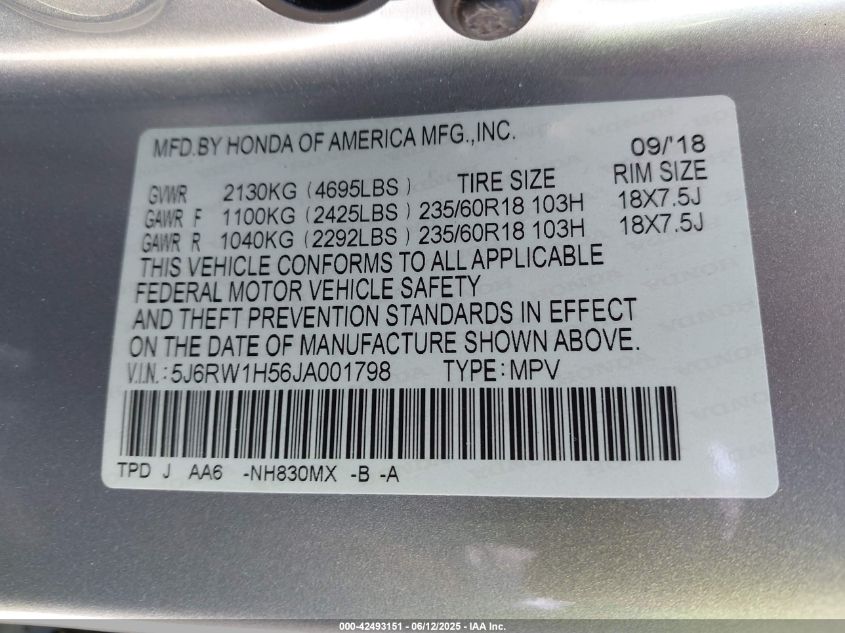 MFD.BY HONDA OF AMERICA MFG.,INC. 09/'18
GVWR 2130KG (4695LBS) TIRE SIZE RIM SIZE
GAWR F 1100KG (2425LBS) 235/60R18 103H 18X7.5J
GAWR R 1040KG (2292LBS) 235/60R18 103H 18X7.5J
THIS VEHICLE CONFORMS TO ALL APPLICABLE
FEDERAL MOTOR VEHICLE SAFETY
AND THEFT PREVENTION STANDARDS IN EFFECT
ON THE DATE OF MANUFACTURE SHOWN ABOVE.
V.I.N.: 5J6RW1H56JA001798 TYPE: MPV
TPD J AA6 -NH830MX -B -A
000-42493151 - 06/12/2025 - IAA Inc.